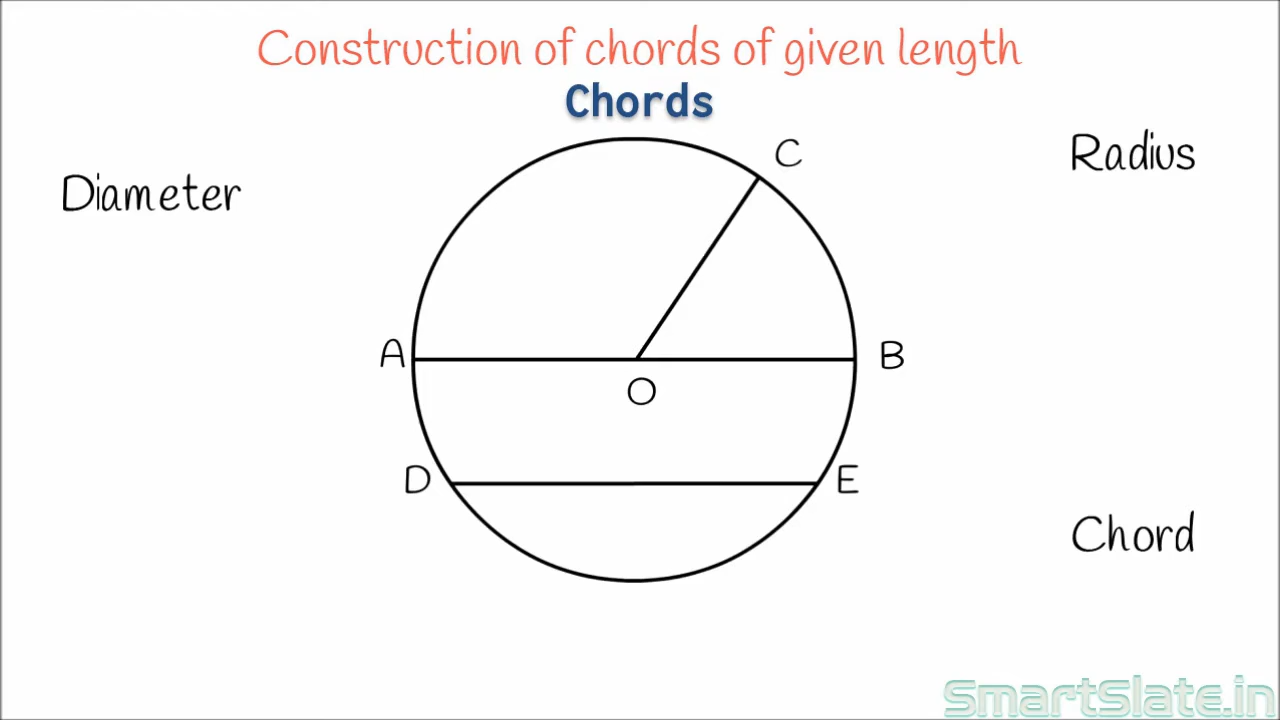 Construction of chords of given length
Chords
C
Radius
Diameter
A
B
O
D
E
Chord
SmartSlate.in